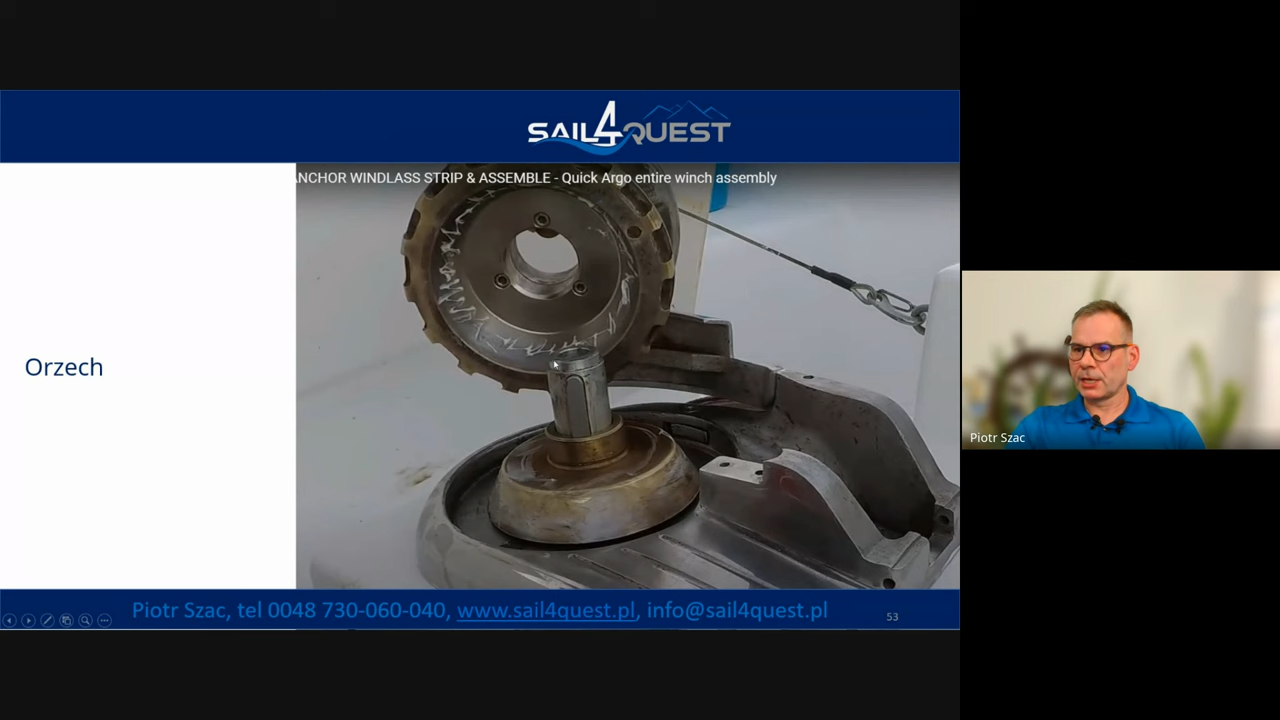 SAIL4QUEST
ANCHOR WINDLASS STRIP & ASSEMBLE - Quick Argo entire winch assembly
Orzech
Piotr Szac
Piotr Szac, tel 0048 730-060-040, www.sail4quest.pl, info@sail4quest.pl
53